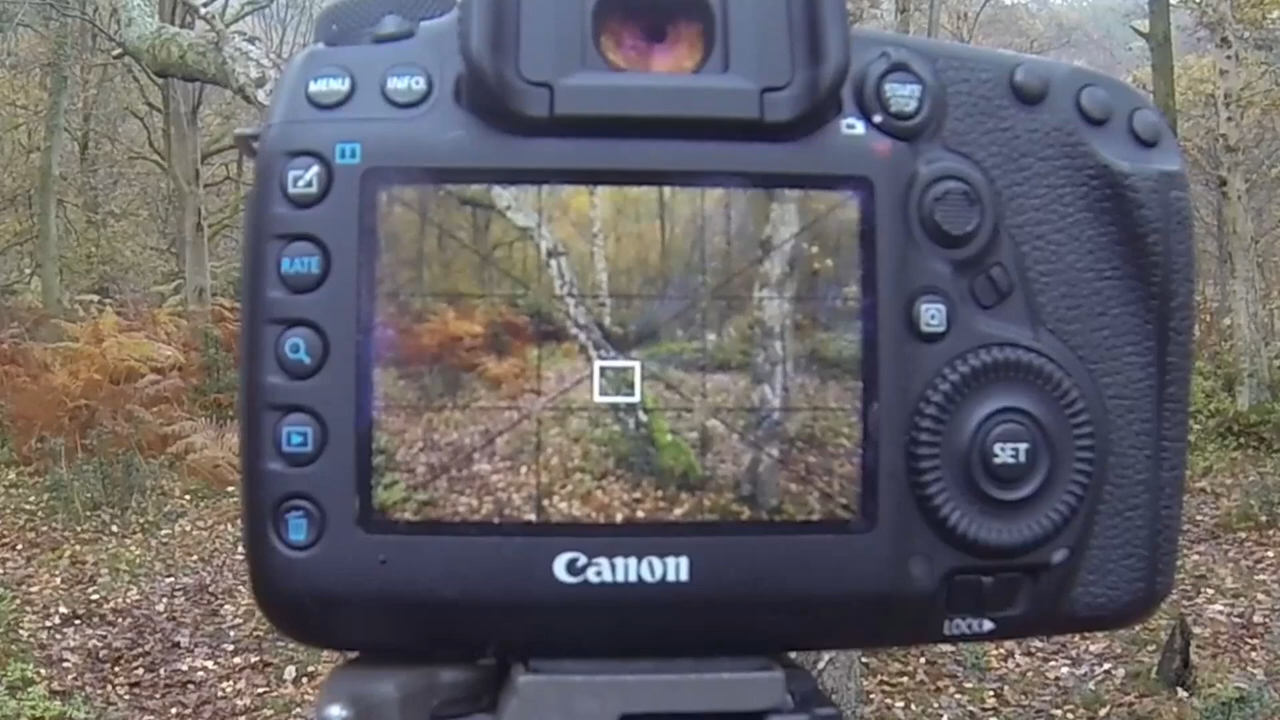 MENU
INFO.
START/
STOP
RATE
SET
Canon
LOCK▶